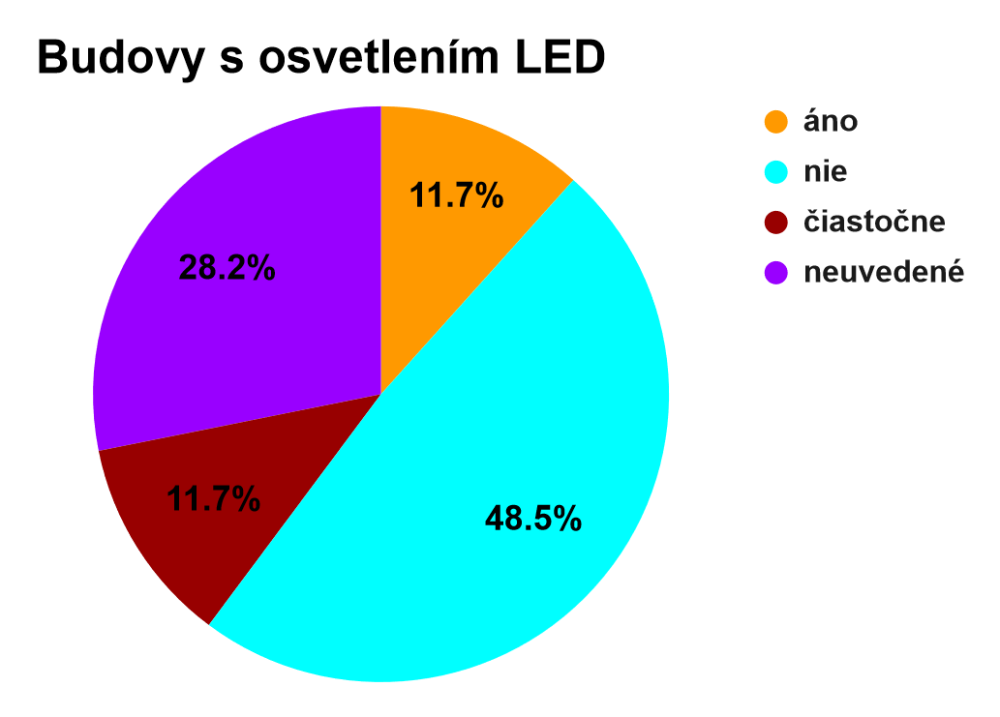 Budovy s osvetlením LED
áno
nie
čiastočne
neuvedené
11.7%
28.2%
11.7%
48.5%